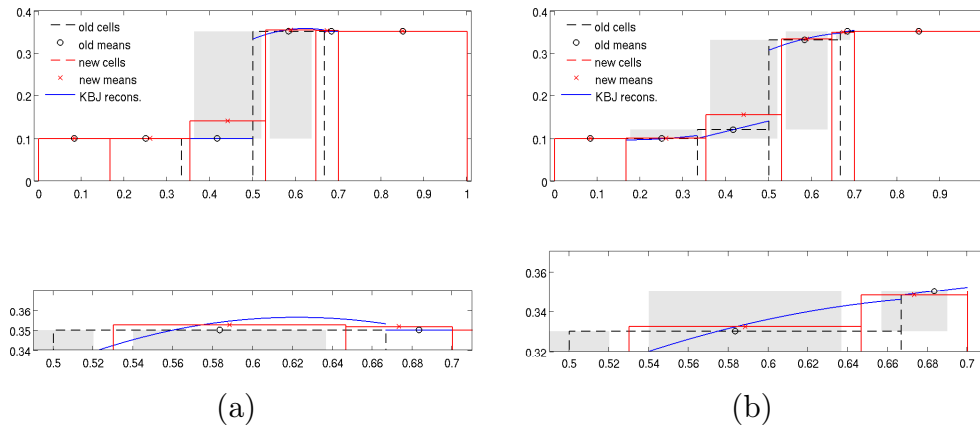 0.4
0.3
0.2
0.1
0
old cells
old means
new cells
new means
KBJ recons.
0 0.1 0.2 0.3 0.4 0.5 0.6 0.7 0.8 0.9 1
0.4
0.3
0.2
0.1
0
old cells
old means
new cells
new means
KBJ recons.
0 0.1 0.2 0.3 0.4 0.5 0.6 0.7 0.8 0.9
0.36
0.35
0.34
0.5 0.52 0.54 0.56 0.58 0.6 0.62 0.64 0.66 0.68 0.7
0.36
0.34
0.32
0.5 0.52 0.54 0.56 0.58 0.6 0.62 0.64 0.66 0.68 0.7
(a)
(b)